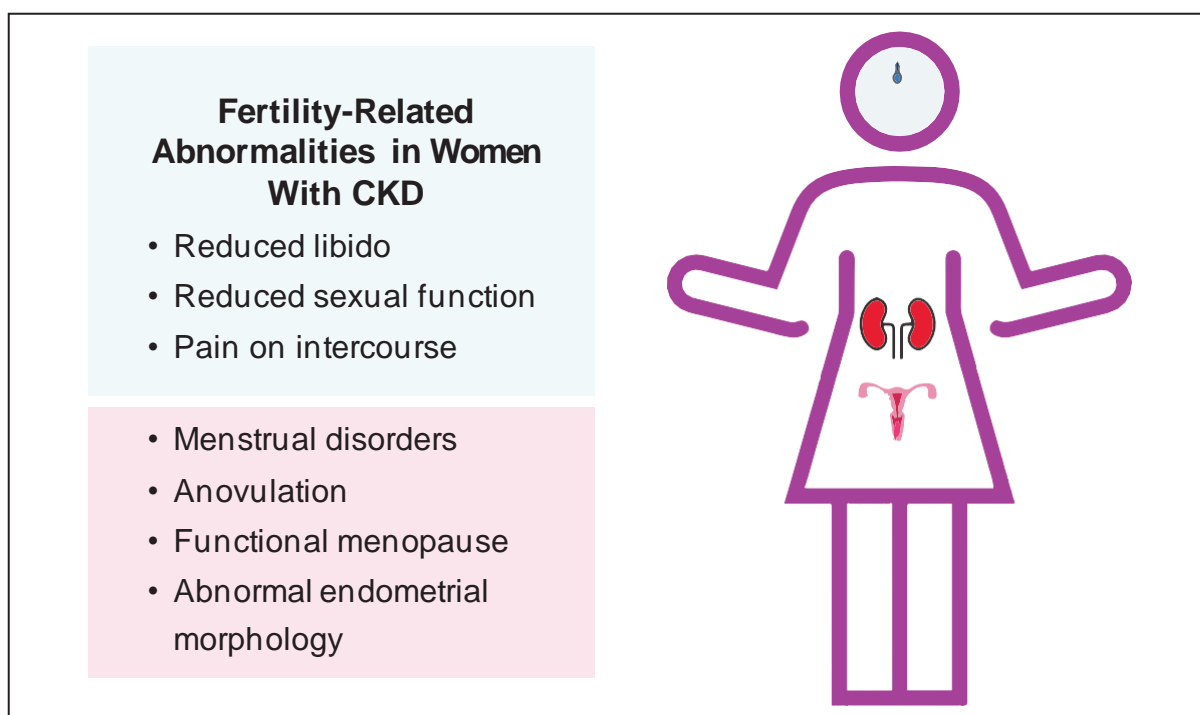 Fertility-Related
Abnormalities in Women
With CKD
• Reduced libido
• Reduced sexual function
• Pain on intercourse
• Menstrual disorders
• Anovulation
• Functional menopause
• Abnormal endometrial
morphology